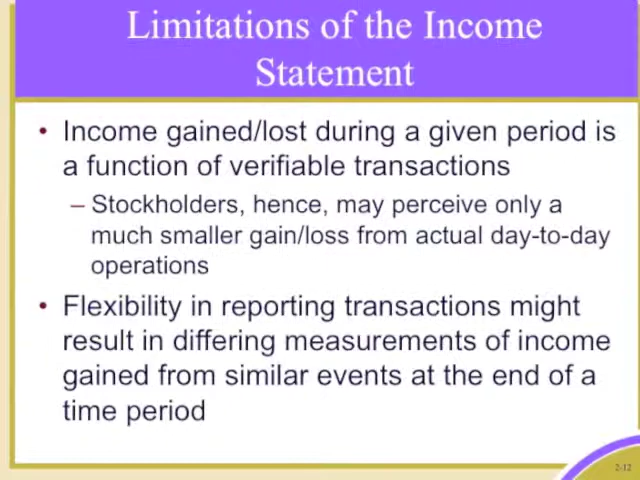 Limitations of the Income
Statement
• Income gained/lost during a given period is
a function of verifiable transactions
– Stockholders, hence, may perceive only a
much smaller gain/loss from actual day-to-day
operations
• Flexibility in reporting transactions might
result in differing measurements of income
gained from similar events at the end of a
time period
2-12